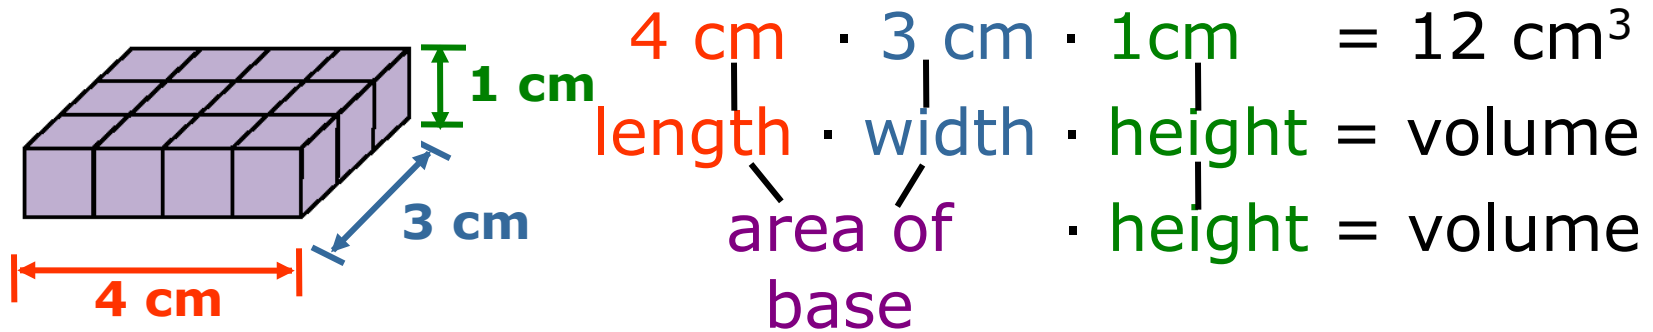 4 cm · 3 cm · 1cm = 12 cm³
1 cm
length · width · height = volume
3 cm
area of base · height = volume
4 cm